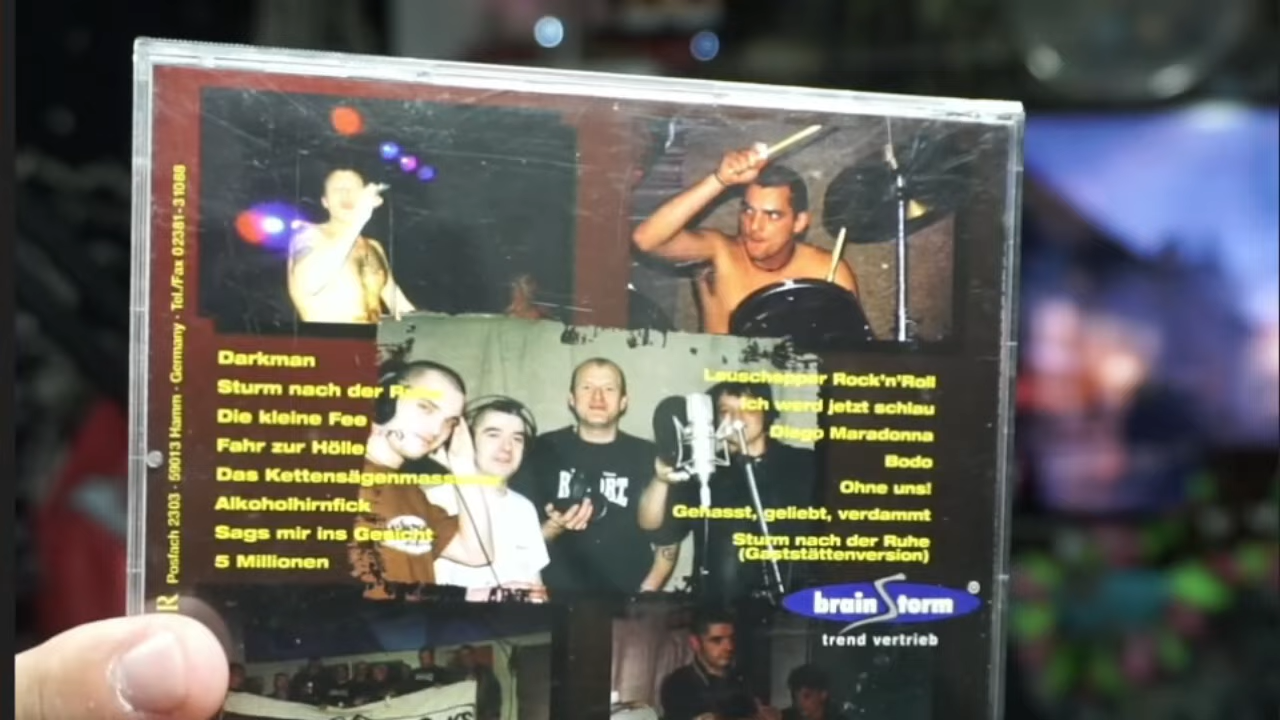 Posfach 2303 · 59013 Hamm · Germany · Tel./Fax 02381-31088
Darkman
Sturm nach der
Die kleine Fee
Fahr zur Hölle
Das Kettensägenmassaker
Alkoholhirnfick
Sags mir ins Gesicht
5 Millionen
Lauschepper Rock'n'Roll
Ich werd jetzt schlau
Diego Maradonna
Bodo
Ohne uns!
Gehasst, geliebt, verdammt
Sturm nach der Ruhe
(Gaststättenversion)
brainStorm
®
trend vertrieb